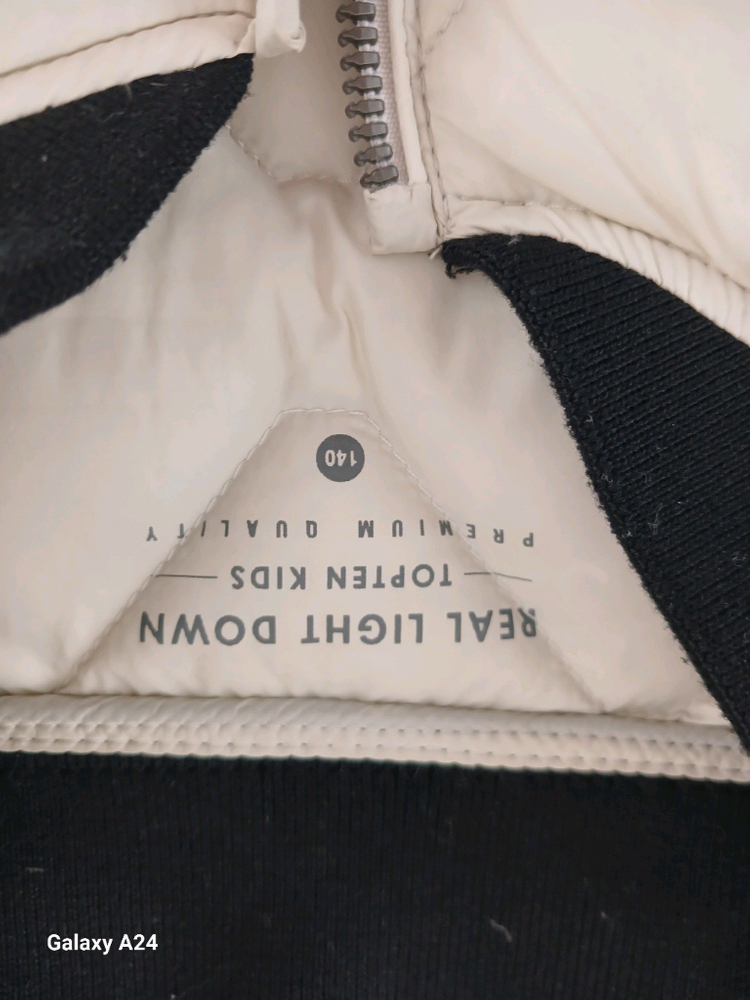 REAL LIGHT DOWN
TOPTEN KIDS
PREMIUM QUALITY
140
Galaxy A24